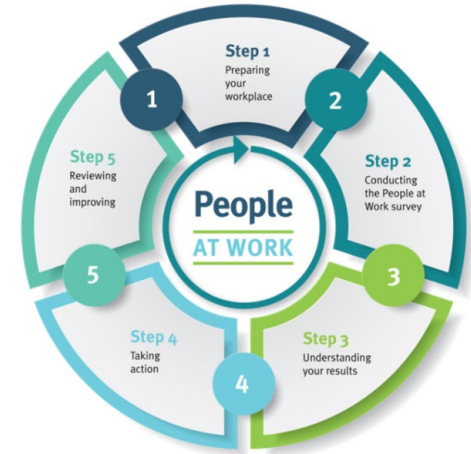 Step 1
Preparing
your
workplace
1
2
Step 2
Conducting
the People at
Work survey
3
Step 3
Understanding
your results
4
Step 4
Taking
action
5
Step 5
Reviewing
and
improving
People
AT WORK